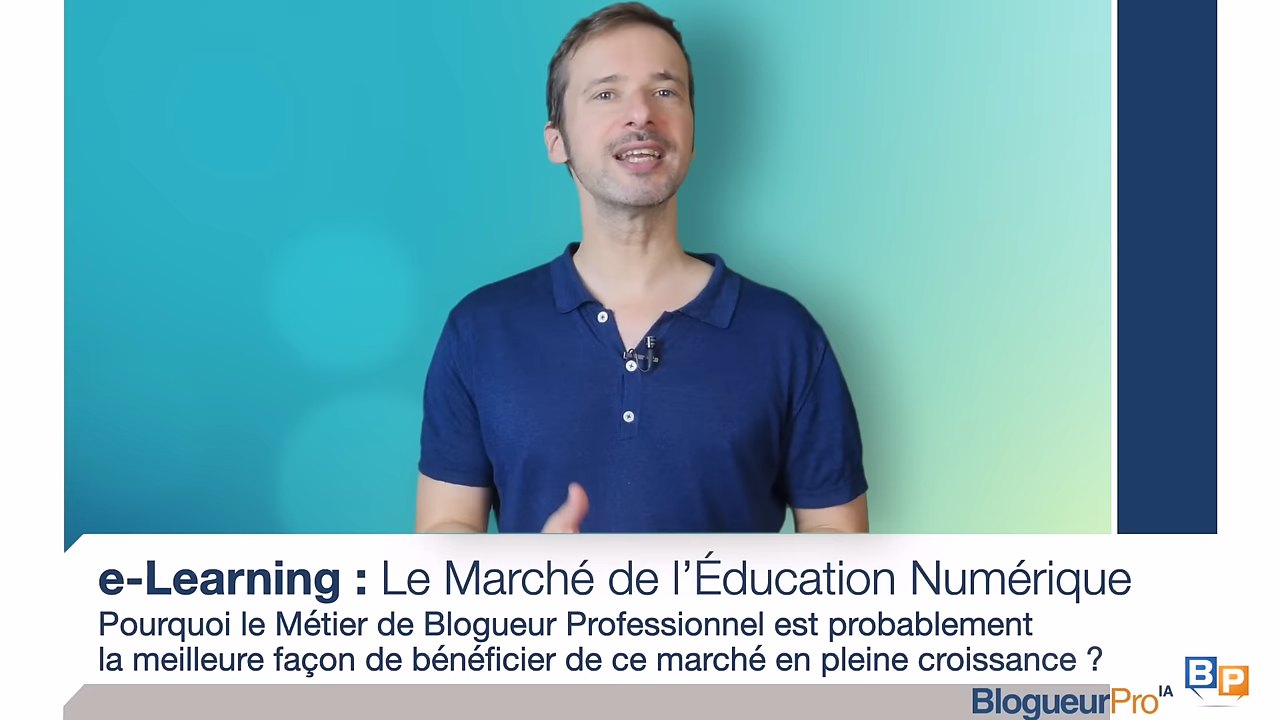 e-Learning : Le Marché de l’Éducation Numérique
Pourquoi le Métier de Blogueur Professionnel est probablement
la meilleure façon de bénéficier de ce marché en pleine croissance ?
BlogueurPro IA
BP